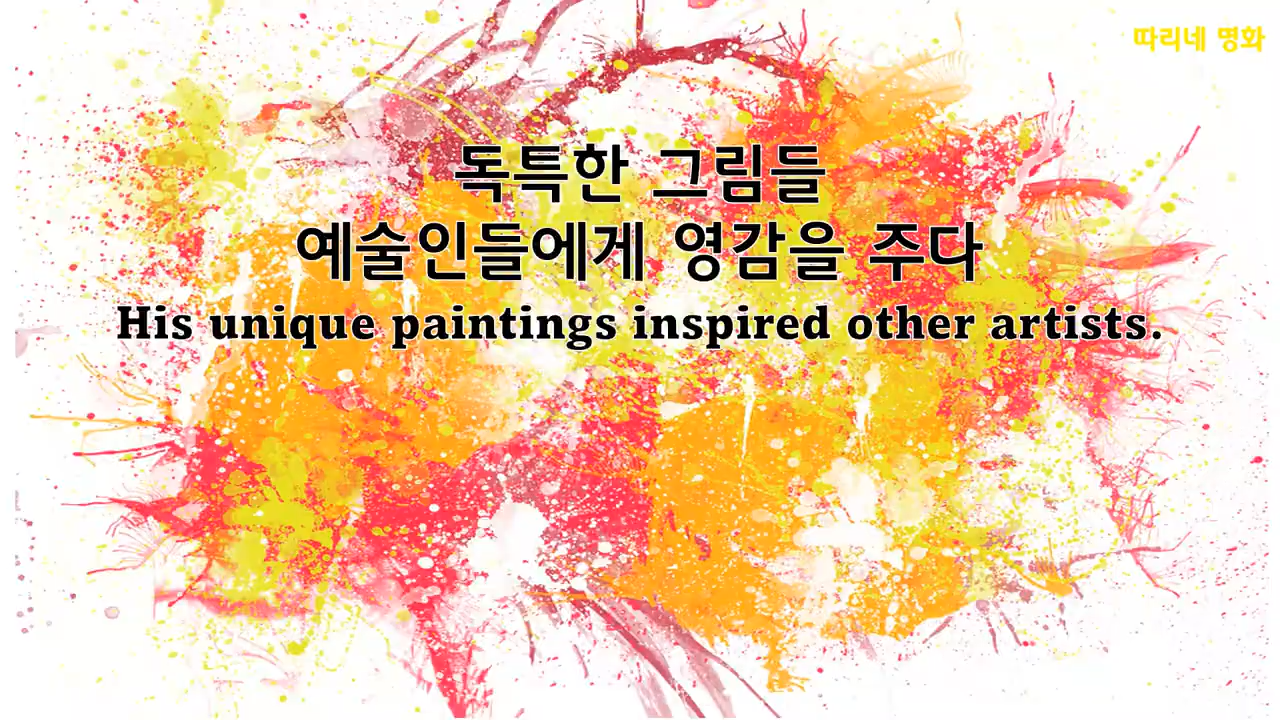 따리네 명화
독특한 그림들
예술인들에게 영감을 주다
His unique paintings inspired other artists.